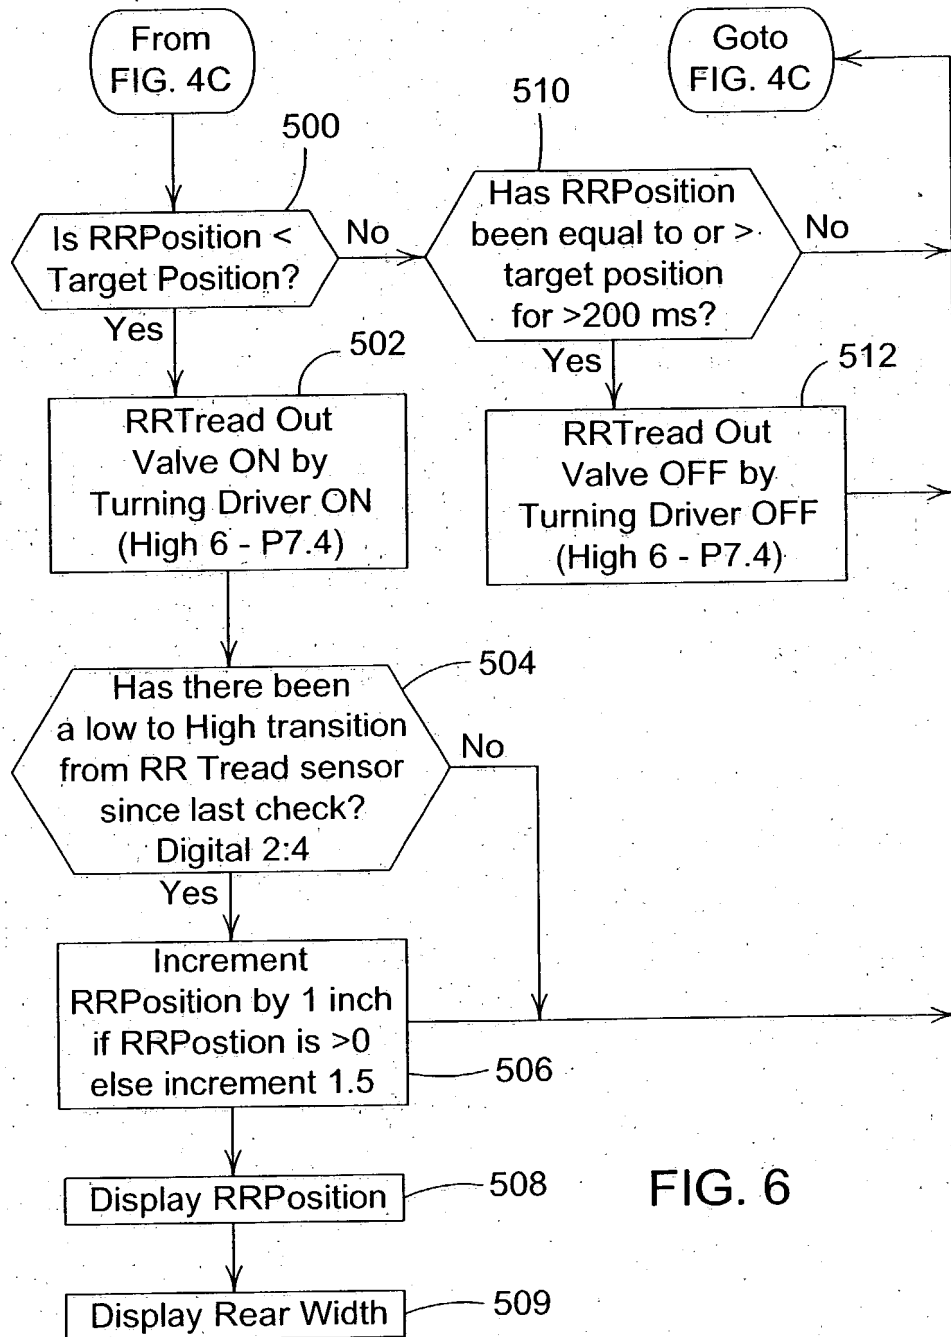 From
FIG. 4C
Goto
FIG. 4C
500
510
Is RRPosition <
Target Position?
No
Has RRPosition
been equal to or >
target position
for >200 ms?
No
Yes
502
Yes
512
RRTread Out
Valve ON by
Turning Driver ON
(High 6 - P7.4)
RRTread Out
Valve OFF by
Turning Driver OFF
(High 6 - P7.4)
504
Has there been
a low to High transition
from RR Tread sensor
since last check?
Digital 2:4
No
Yes
Increment
RRPosition by 1 inch
if RRPostion is >0
else increment 1.5
506
Display RRPosition
508
FIG. 6
Display Rear Width
509